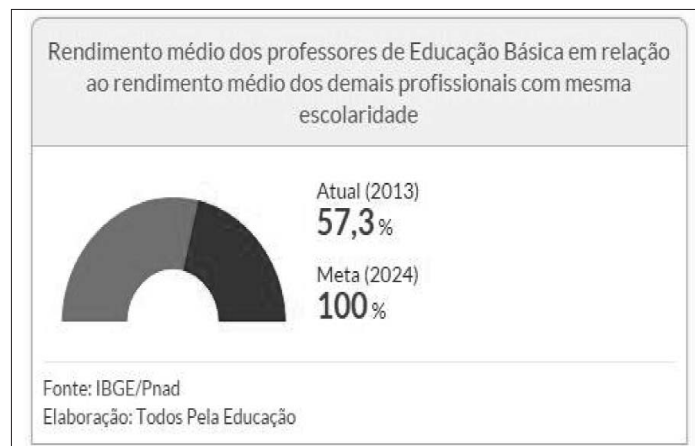 Rendimento médio dos professores de Educação Básica em relação
ao rendimento médio dos demais profissionais com mesma
escolaridade
Atual (2013)
57,3 %
Meta (2024)
100 %
Fonte: IBGE/Pnad
Elaboração: Todos Pela Educação